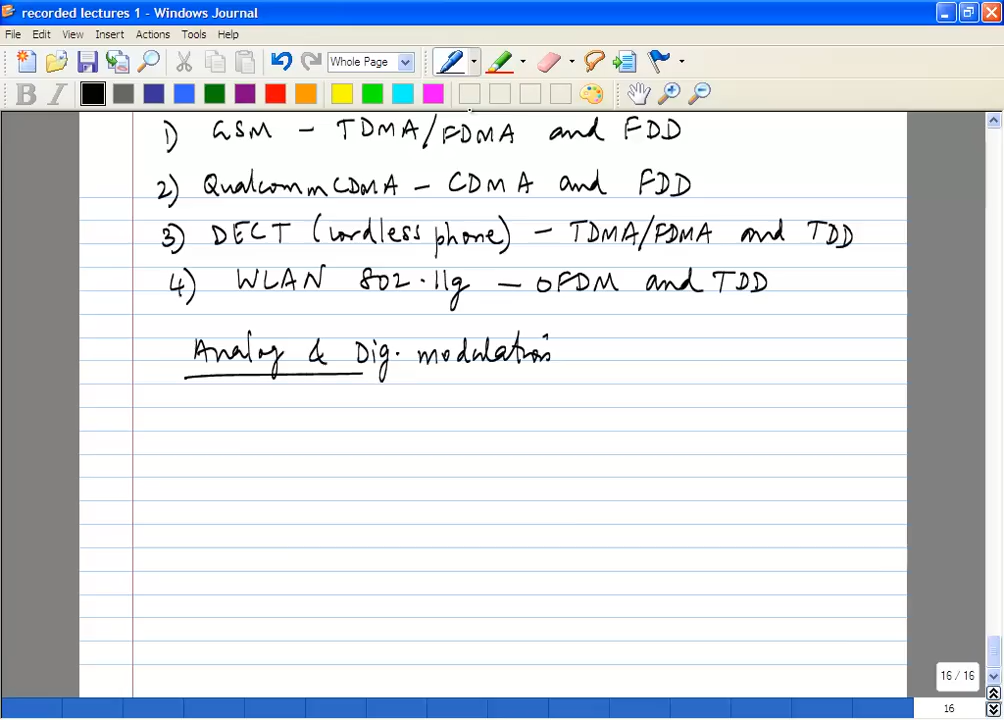 recorded lectures 1 - Windows Journal
File Edit View Insert Actions Tools Help
Whole Page
1) GSM - TDMA/FDMA and FDD
2) Qualcomm CDMA - CDMA and FDD
3) DECT (cordless phone) - TDMA/FDMA and TDD
4) WLAN 802.11g - OFDM and TDD
Analog & Dig. modulations
16 / 16
16